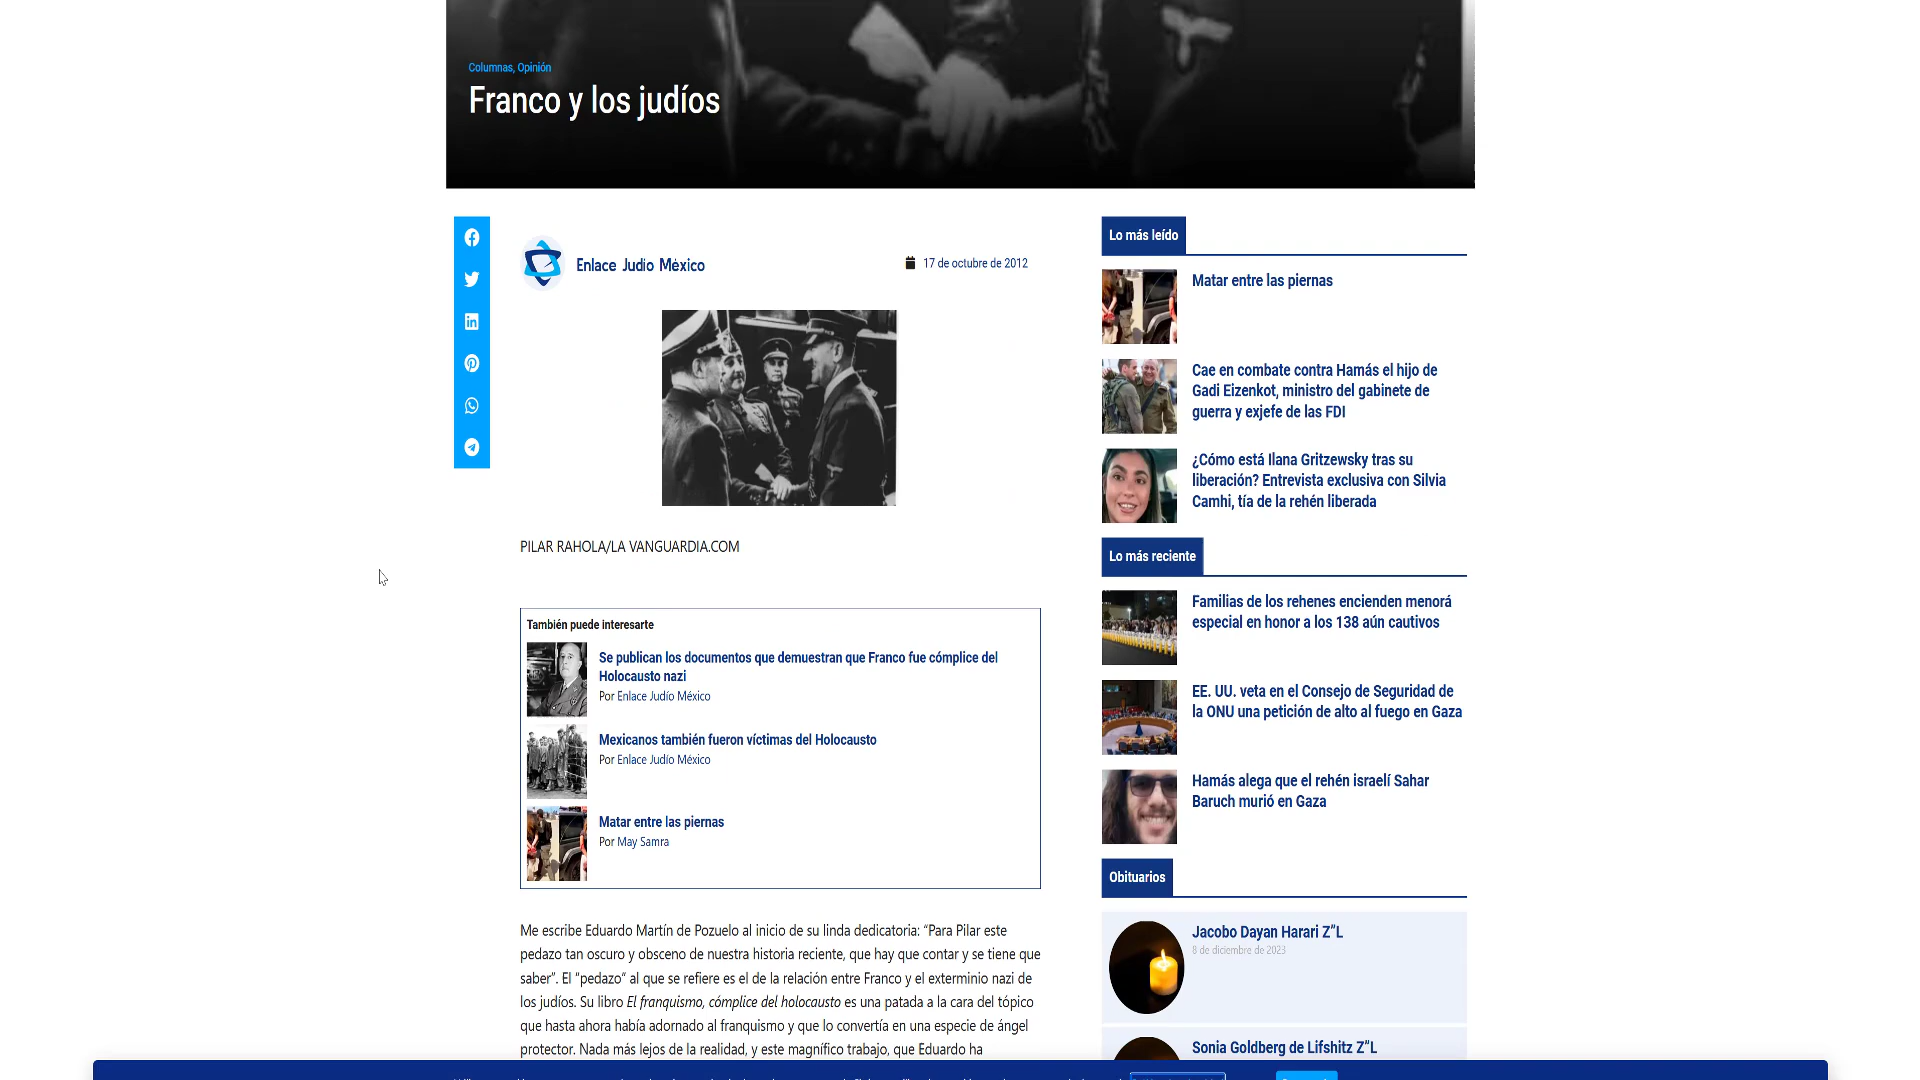 Columnas, Opinión
Franco y los judíos
Enlace Judío México
17 de octubre de 2012
PILAR RAHOLA/LA VANGUARDIA.COM
También puede interesarte
Se publican los documentos que demuestran que Franco fue cómplice del
Holocausto nazi
Por Enlace Judío México
Mexicanos también fueron víctimas del Holocausto
Por Enlace Judío México
Matar entre las piernas
Por May Samra
Me escribe Eduardo Martín de Pozuelo al inicio de su linda dedicatoria: “Para Pilar este
pedazo tan oscuro y obsceno de nuestra historia reciente, que hay que contar y se tiene que
saber”. El “pedazo” al que se refiere es el de la relación entre Franco y el exterminio nazi de
los judíos. Su libro El franquismo, cómplice del holocausto es una patada a la cara del tópico
que hasta ahora había adornado al franquismo y que lo convertía en una especie de ángel
protector. Nada más lejos de la realidad, y este magnífico trabajo, que Eduardo ha
Lo más leído
Matar entre las piernas
Cae en combate contra Hamás el hijo de
Gadi Eizenkot, ministro del gabinete de
guerra y exjefe de las FDI
¿Cómo está Ilana Gritzewsky tras su
liberación? Entrevista exclusiva con Silvia
Camhi, tía de la rehén liberada
Lo más reciente
Familias de los rehenes encienden menorá
especial en honor a los 138 aún cautivos
EE. UU. veta en el Consejo de Seguridad de
la ONU una petición de alto al fuego en Gaza
Hamás alega que el rehén israelí Sahar
Baruch murió en Gaza
Obituarios
Jacobo Dayan Harari Z”L
8 de diciembre de 2023
Sonia Goldberg de Lifshitz Z”L